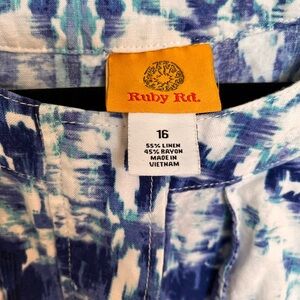 Ruby Rd.
16
55% LINEN
45% RAYON
MADE IN
VIETNAM